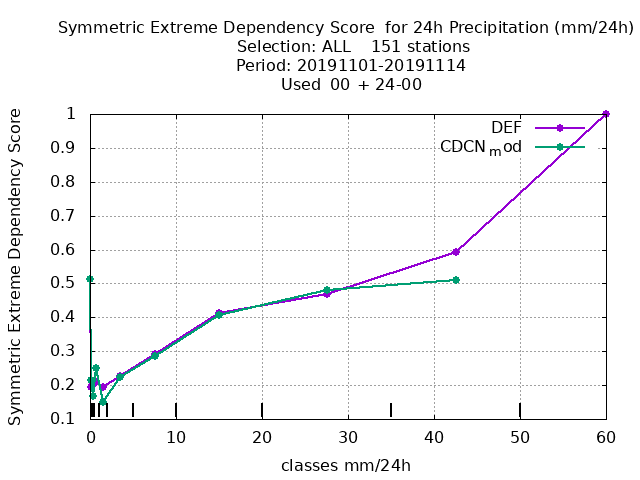 Symmetric Extreme Dependency Score  for 24h Precipitation (mm/24h)
Selection: ALL    151 stations
Period: 20191101-20191114
Used  00 + 24-00
Symmetric Extreme Dependency Score
1
0.9
0.8
0.7
0.6
0.5
0.4
0.3
0.2
0.1
DEF
CDCNmod
0 10 20 30 40 50 60
classes mm/24h